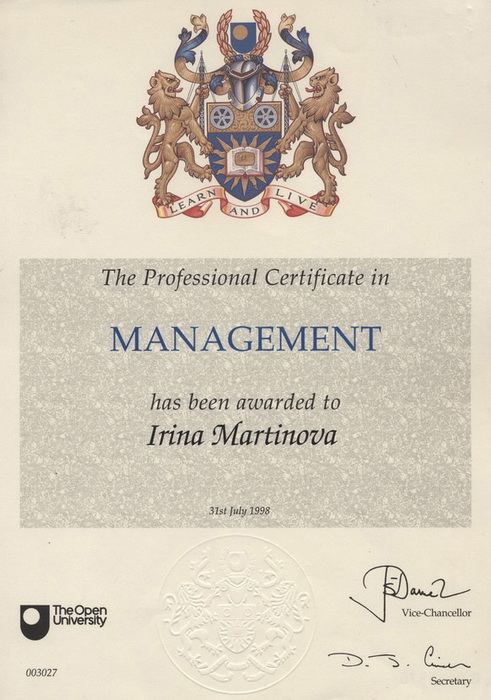 LEARN AND LIVE
The Professional Certificate in
MANAGEMENT
has been awarded to
Irina Martinova
31st July 1998
Vice-Chancellor
The Open
University
003027
Secretary